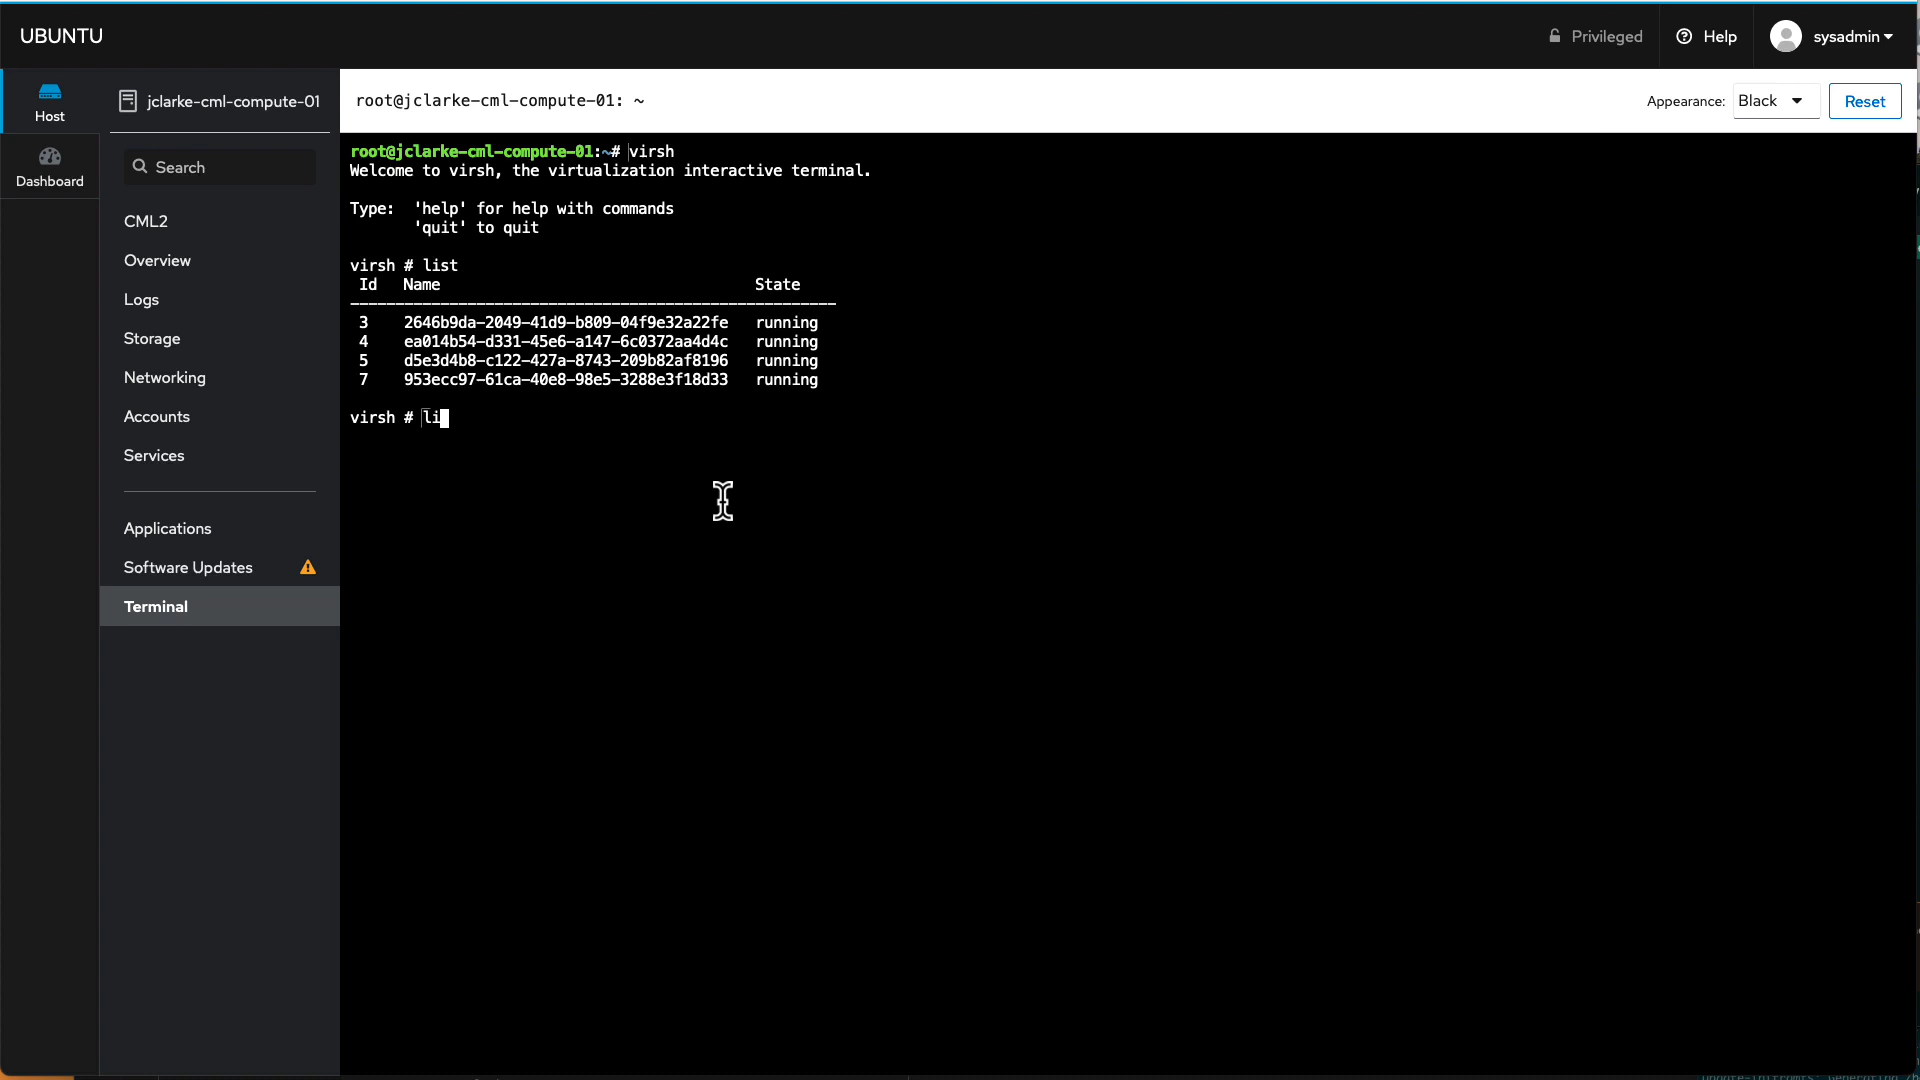 UBUNTU
Privileged
Help
sysadmin
Host
Dashboard
jclarke-cml-compute-01
Search
CML2
Overview
Logs
Storage
Networking
Accounts
Services
Applications
Software Updates
Terminal
root@jclarke-cml-compute-01: ~
Appearance: Black
Reset
root@jclarke-cml-compute-01:~# virsh
Welcome to virsh, the virtualization interactive terminal.
Type:  'help' for help with commands
'quit' to quit
virsh # list
Id   Name   State
3    2646b9da-2049-41d9-b809-04f9e32a22fe   running
4    ea014b54-d331-45e6-a147-6c0372aa4d4c   running
5    d5e3d4b8-c122-427a-8743-209b82af8196   running
7    953ecc97-61ca-40e8-98e5-3288e3f18d33   running
virsh # li